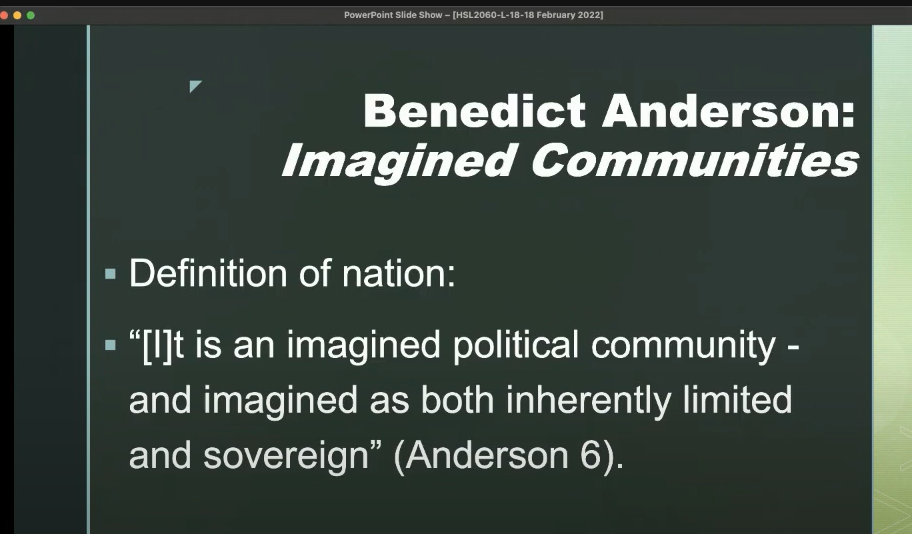 PowerPoint Slide Show – [HSL2060-L-18-18 February 2022]
Benedict Anderson:
Imagined Communities
▪ Definition of nation:
▪ “[I]t is an imagined political community -
and imagined as both inherently limited
and sovereign” (Anderson 6).